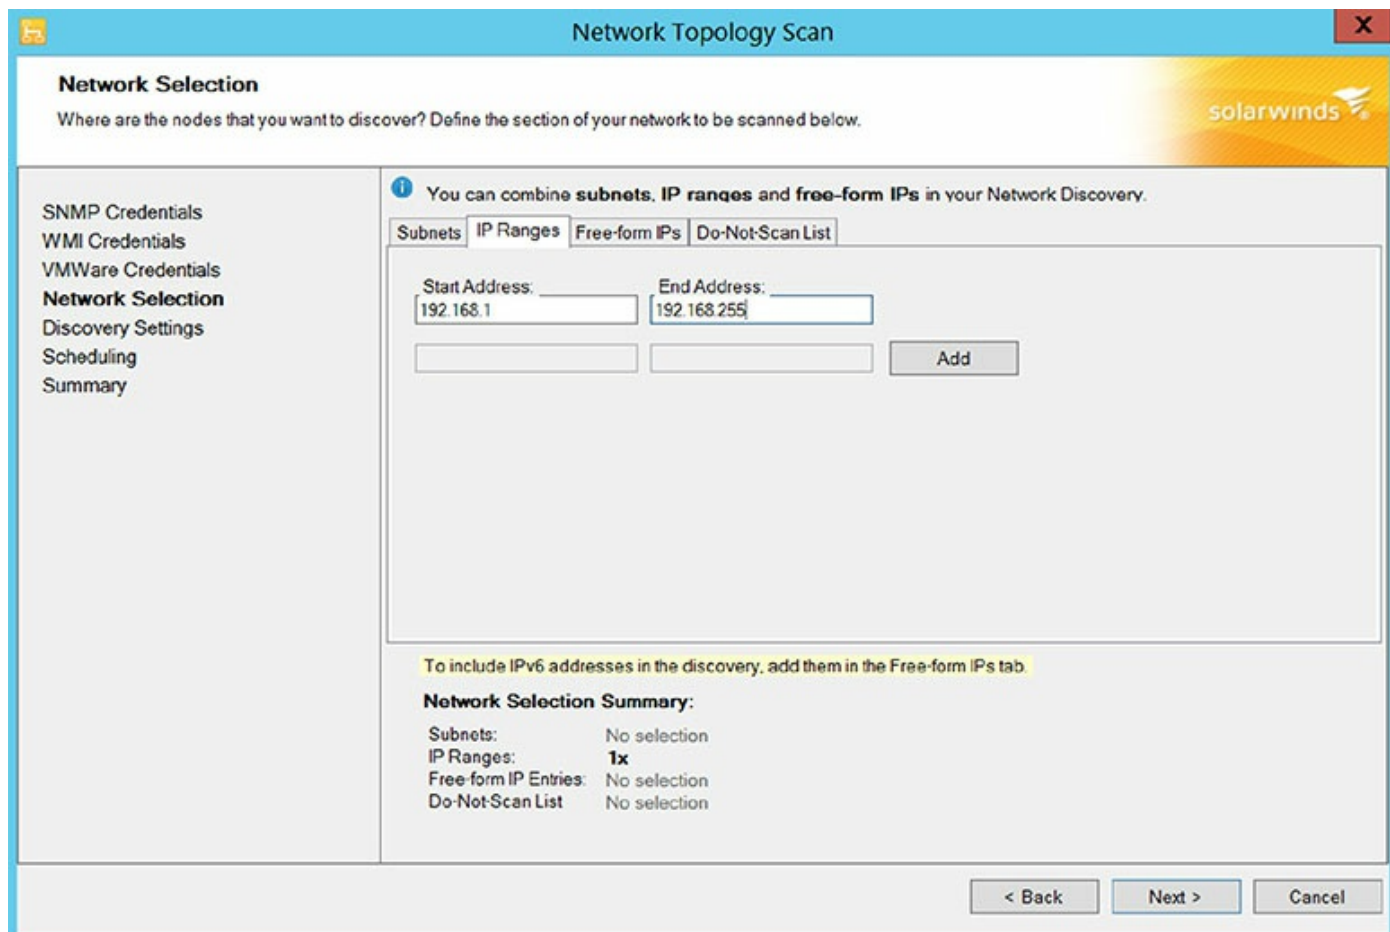 Network Topology Scan
X
Network Selection
Where are the nodes that you want to discover? Define the section of your network to be scanned below.
solarwinds
SNMP Credentials
WMI Credentials
VMWare Credentials
Network Selection
Discovery Settings
Scheduling
Summary
You can combine subnets, IP ranges and free-form IPs in your Network Discovery.
Subnets IP Ranges Free-form IPs Do-Not-Scan List
Start Address: End Address:
192.168.1 192.168.255
Add
To include IPv6 addresses in the discovery, add them in the Free-form IPs tab.
Network Selection Summary:
Subnets: No selection
IP Ranges: 1x
Free-form IP Entries: No selection
Do-Not-Scan List No selection
< Back Next > Cancel